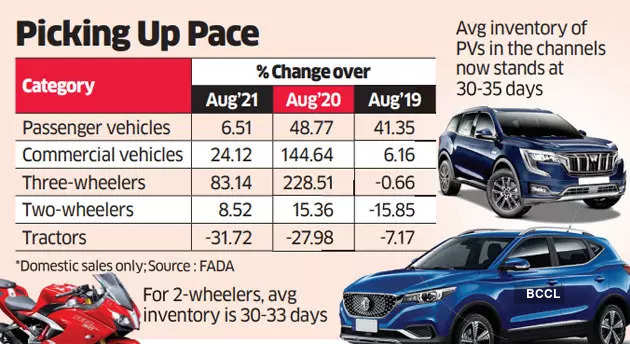 Picking Up Pace
Category
% Change over
Aug'21 Aug'20 Aug'19
Passenger vehicles 6.51 48.77 41.35
Commercial vehicles 24.12 144.64 6.16
Three-wheelers 83.14 228.51 -0.66
Two-wheelers 8.52 15.36 -15.85
Tractors -31.72 -27.98 -7.17
*Domestic sales only; Source : FADA
Avg inventory of
PVs in the channels
now stands at
30-35 days
For 2-wheelers, avg
inventory is 30-33 days
BCCL